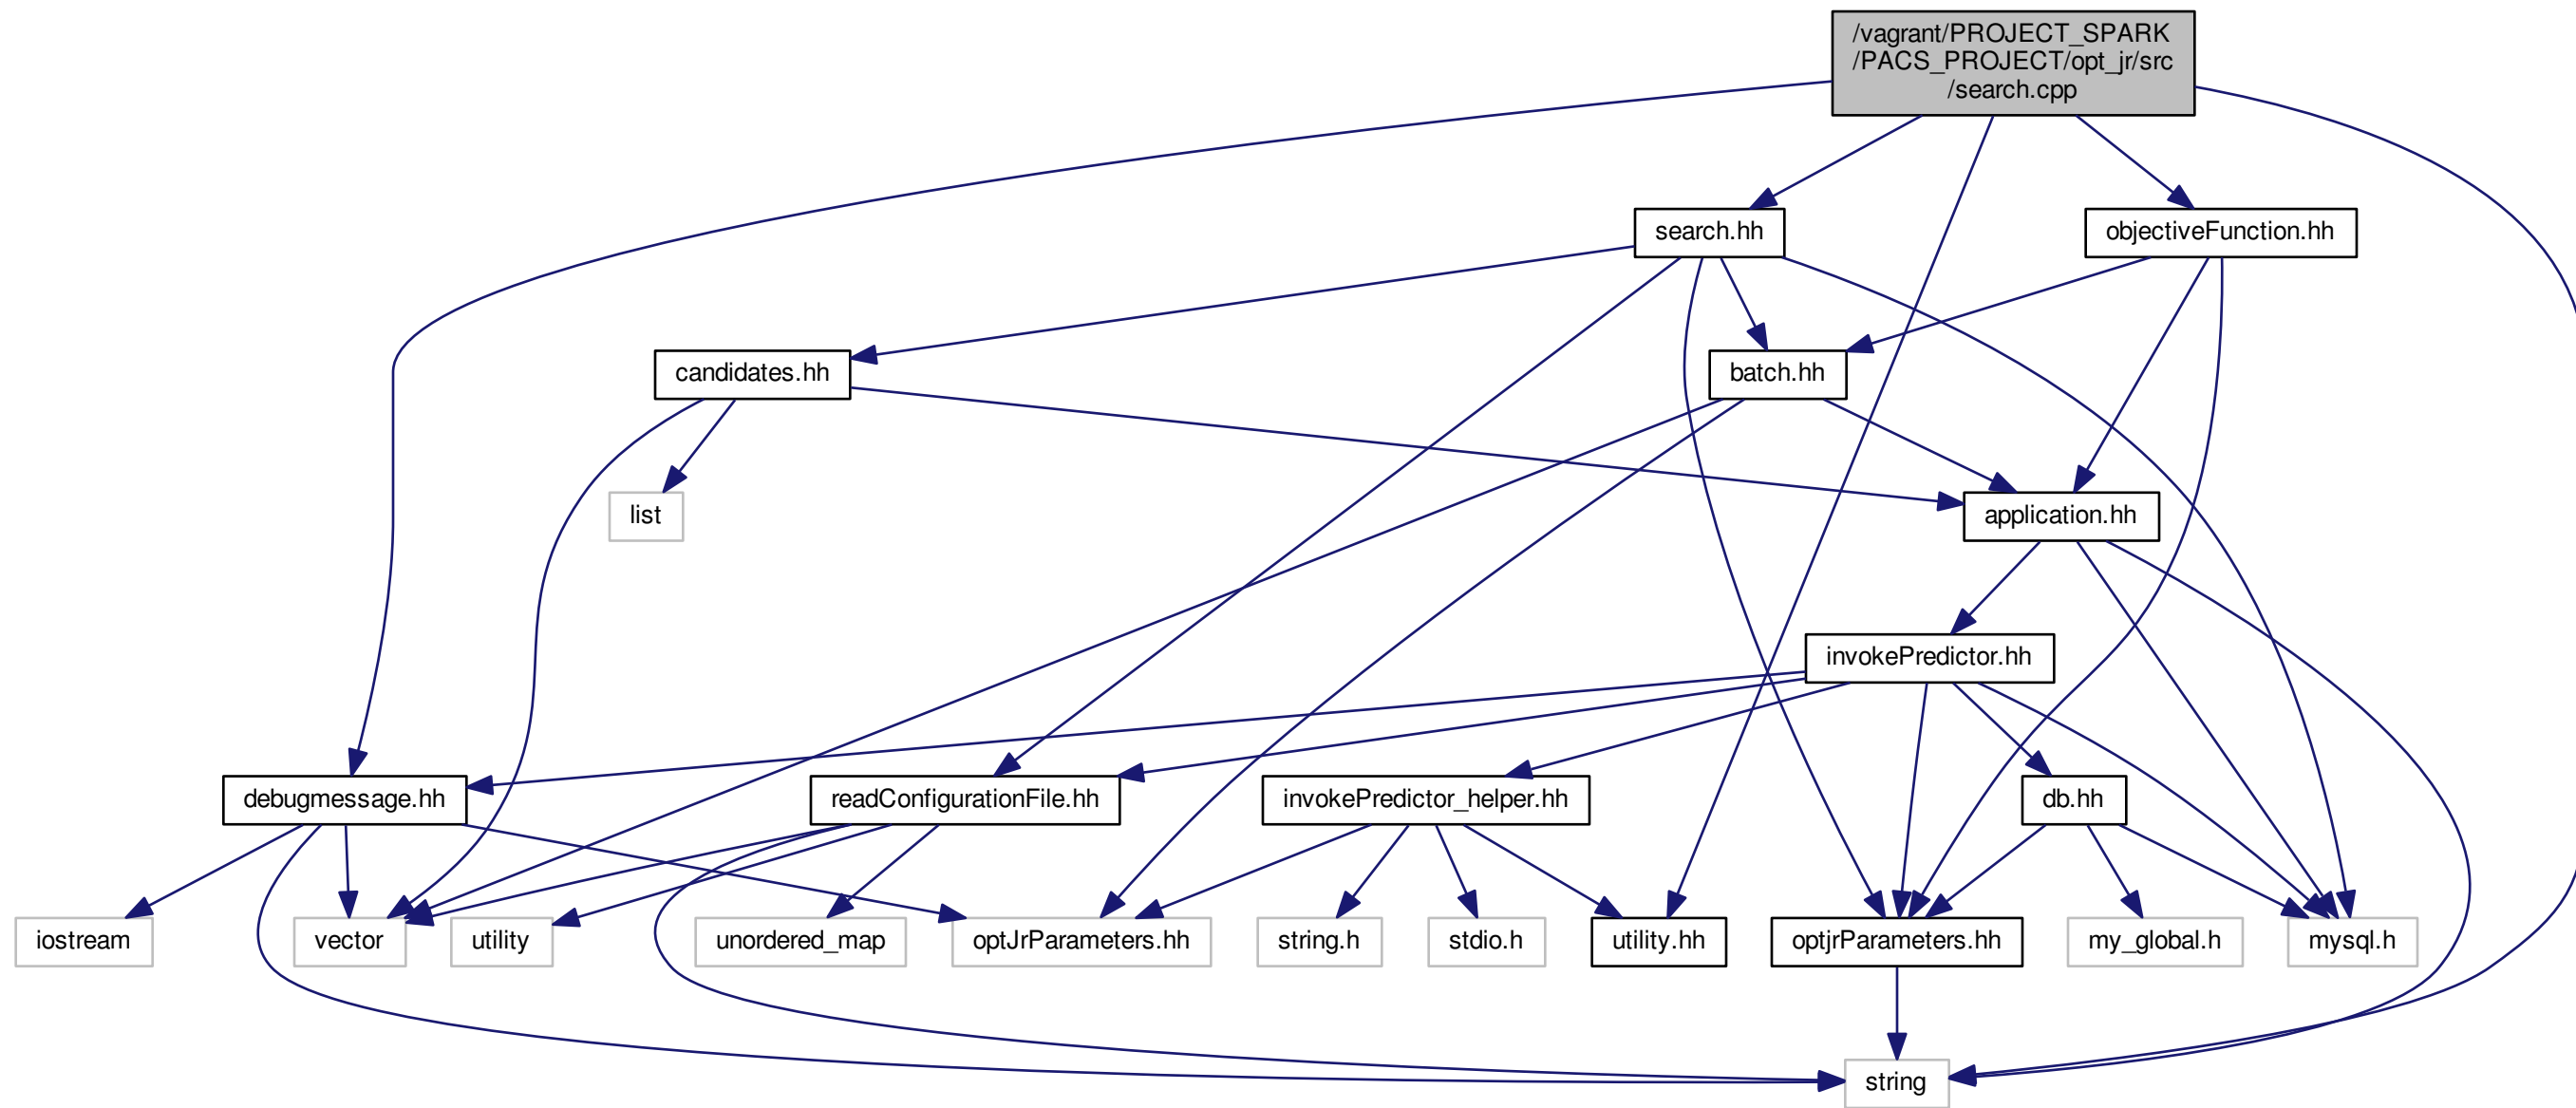 /vagrant/PROJECT_SPARK
/PACS_PROJECT/opt_jr/src
/search.cpp
search.hh
objectiveFunction.hh
candidates.hh
batch.hh
list
application.hh
invokePredictor.hh
debugmessage.hh
readConfigurationFile.hh
invokePredictor_helper.hh
db.hh
iostream
vector
utility
unordered_map
optJrParameters.hh
string.h
stdio.h
utility.hh
optjrParameters.hh
my_global.h
mysql.h
string